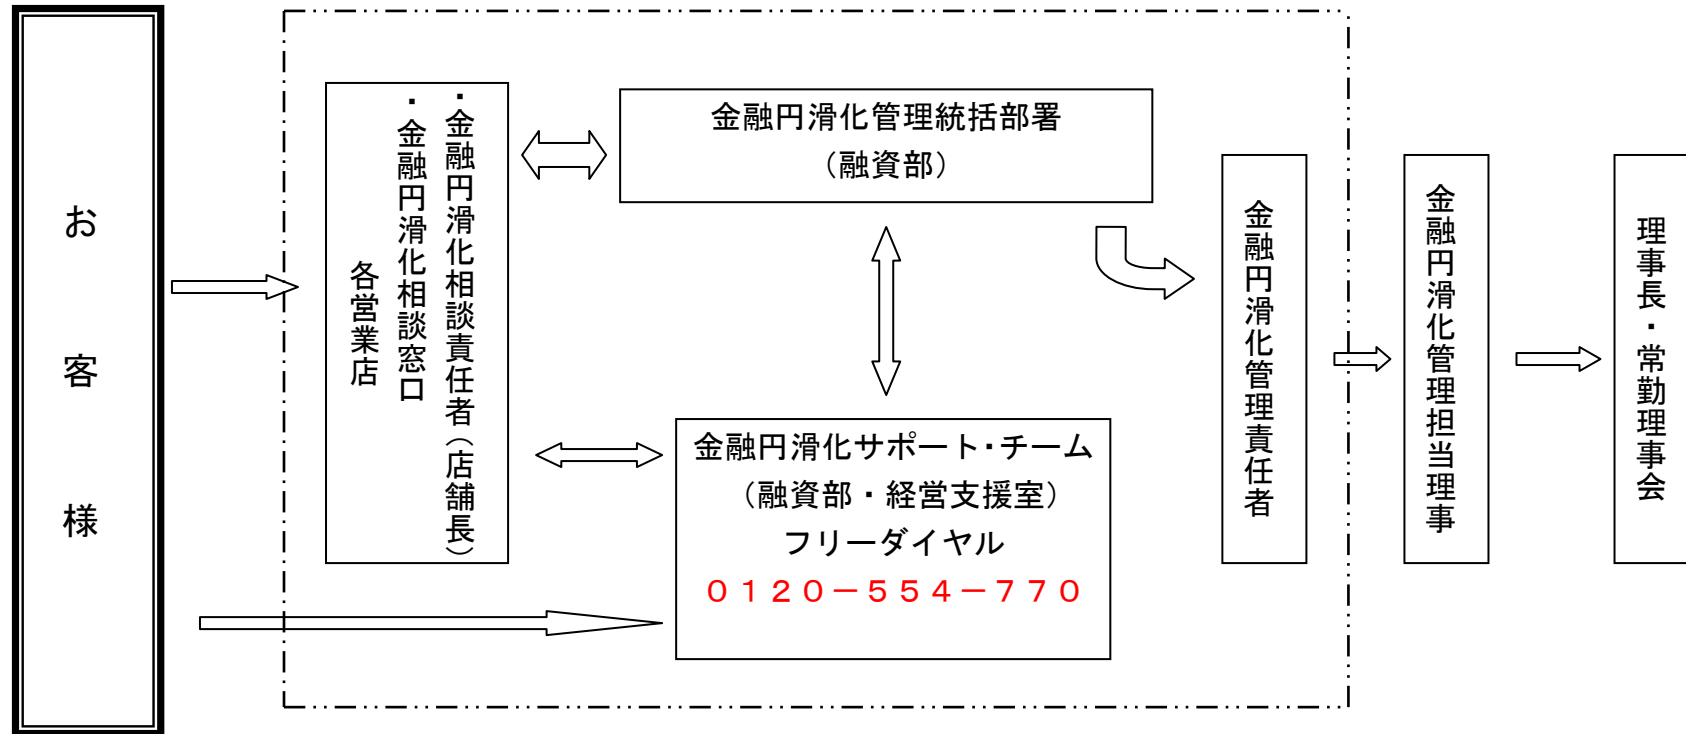 お客様
・金融円滑化相談責任者（店舗長）
・金融円滑化相談窓口
各営業店
金融円滑化管理統括部署
（融資部）
金融円滑化サポート・チーム
（融資部・経営支援室）
フリーダイヤル
０１２０－５５４－７７０
金融円滑化管理責任者
金融円滑化管理担当理事
理事長・常勤理事会